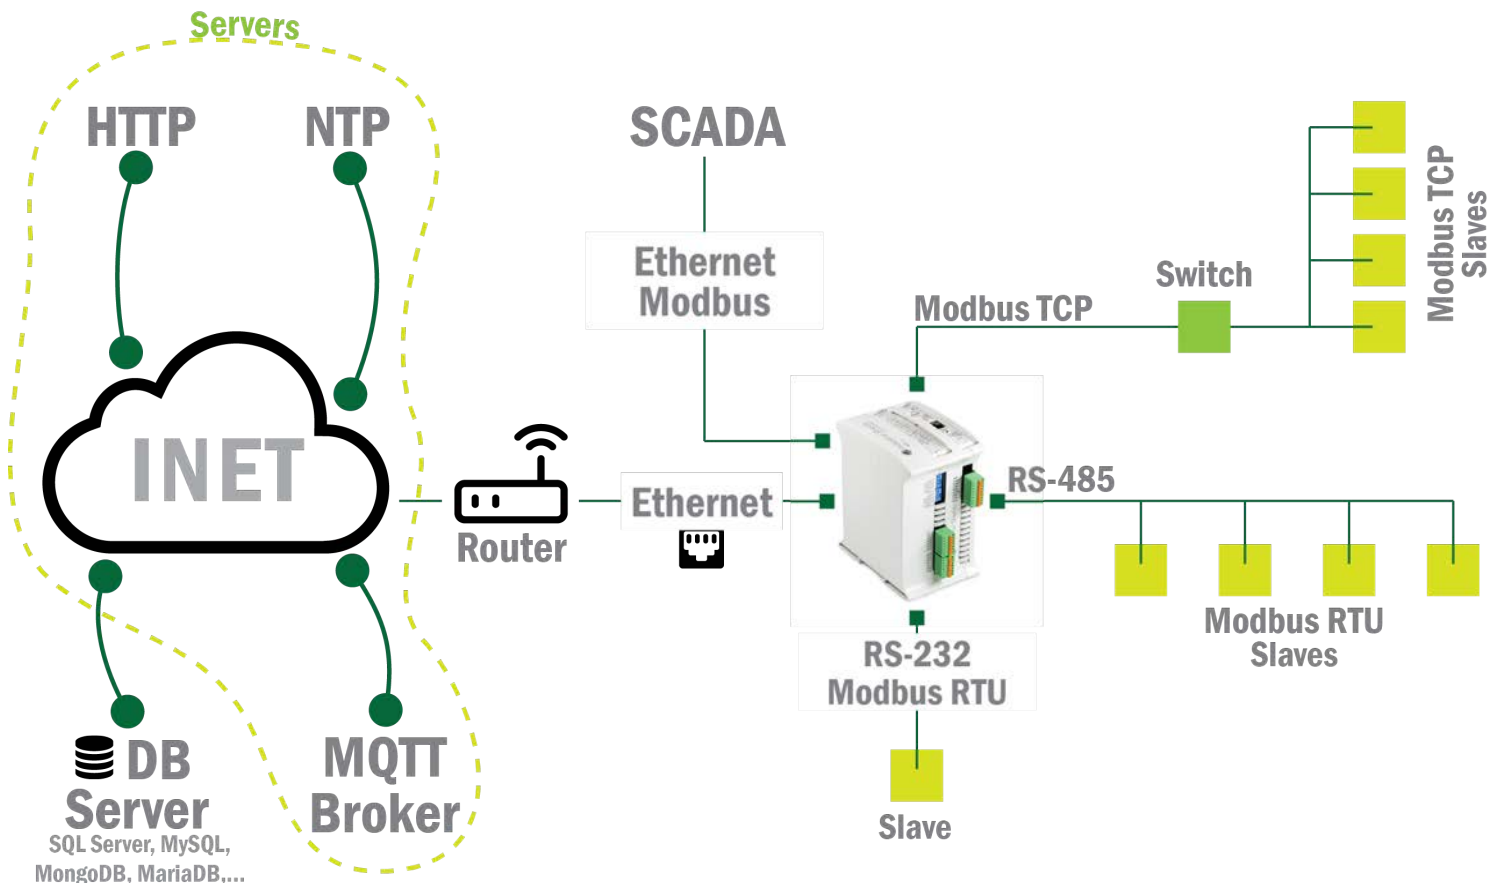 Servers
HTTP
NTP
SCADA
Ethernet
Modbus
Modbus TCP
Switch
Modbus TCP
Slaves
INET
Router
Ethernet
RS-485
Modbus RTU
Slaves
RS-232
Modbus RTU
Slave
DB
Server
SQL Server, MySQL,
MongoDB, MariaDB,...
MQTT
Broker